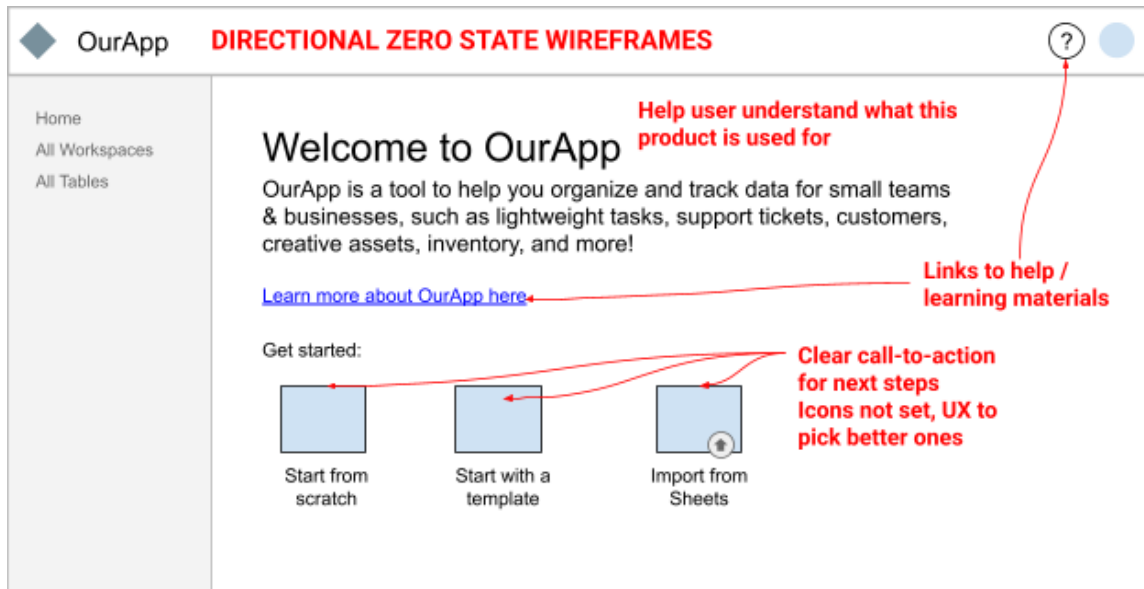 OurApp
DIRECTIONAL ZERO STATE WIREFRAMES
?
Home
All Workspaces
All Tables
Help user understand what this
product is used for
Welcome to OurApp
OurApp is a tool to help you organize and track data for small teams
& businesses, such as lightweight tasks, support tickets, customers,
creative assets, inventory, and more!
Links to help /
learning materials
Learn more about OurApp here
Get started:
Clear call-to-action
for next steps
Icons not set, UX to
pick better ones
Start from
scratch
Start with a
template
Import from
Sheets